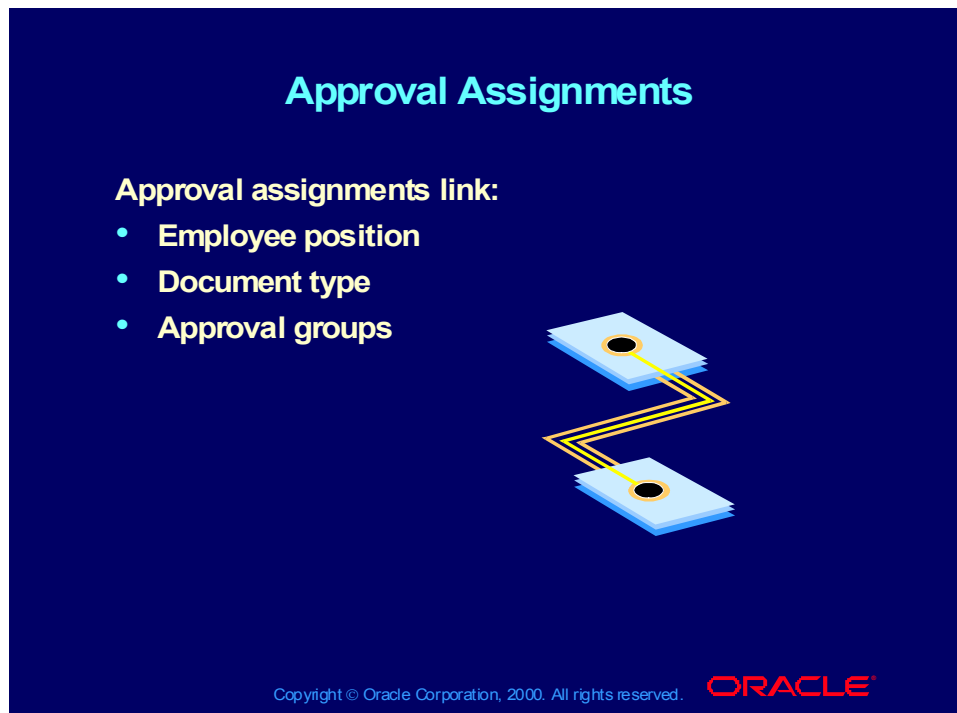 Approval Assignments
Approval assignments link:
• Employee position
• Document type
• Approval groups
Copyright © Oracle Corporation, 2000. All rights reserved.
ORACLE®